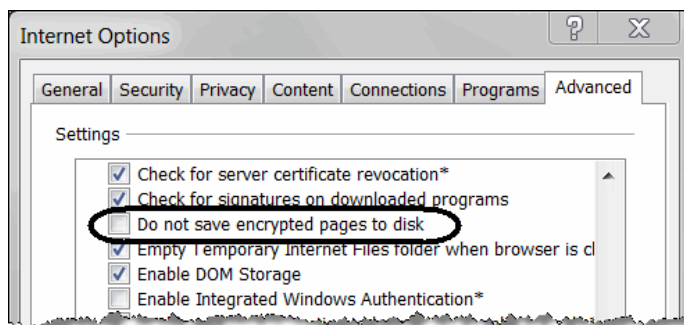 Internet Options
General Security Privacy Content Connections Programs Advanced
Settings
Check for server certificate revocation*
Check for signatures on downloaded programs
Do not save encrypted pages to disk
Empty Temporary Internet Files folder when browser is cl
Enable DOM Storage
Enable Integrated Windows Authentication*